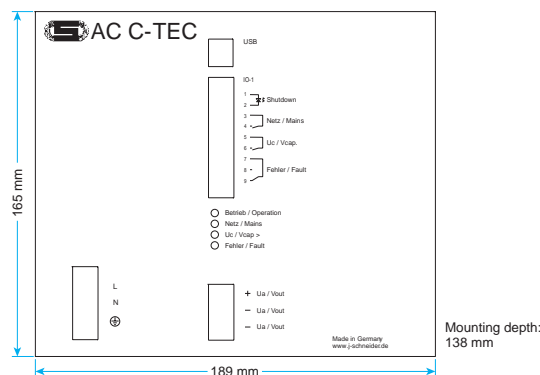 AC C-TEC
USB
IO-1
1
2
Shutdown
3
4
Netz / Mains
5
6
Uc / Vcap.
7
8
9
Fehler / Fault
Betrieb / Operation
Netz / Mains
Uc / Vcap >
Fehler / Fault
L
N
+ Ua / Vout
− Ua / Vout
− Ua / Vout
Made in Germany
www.j-schneider.de
165 mm
189 mm
Mounting depth:
138 mm